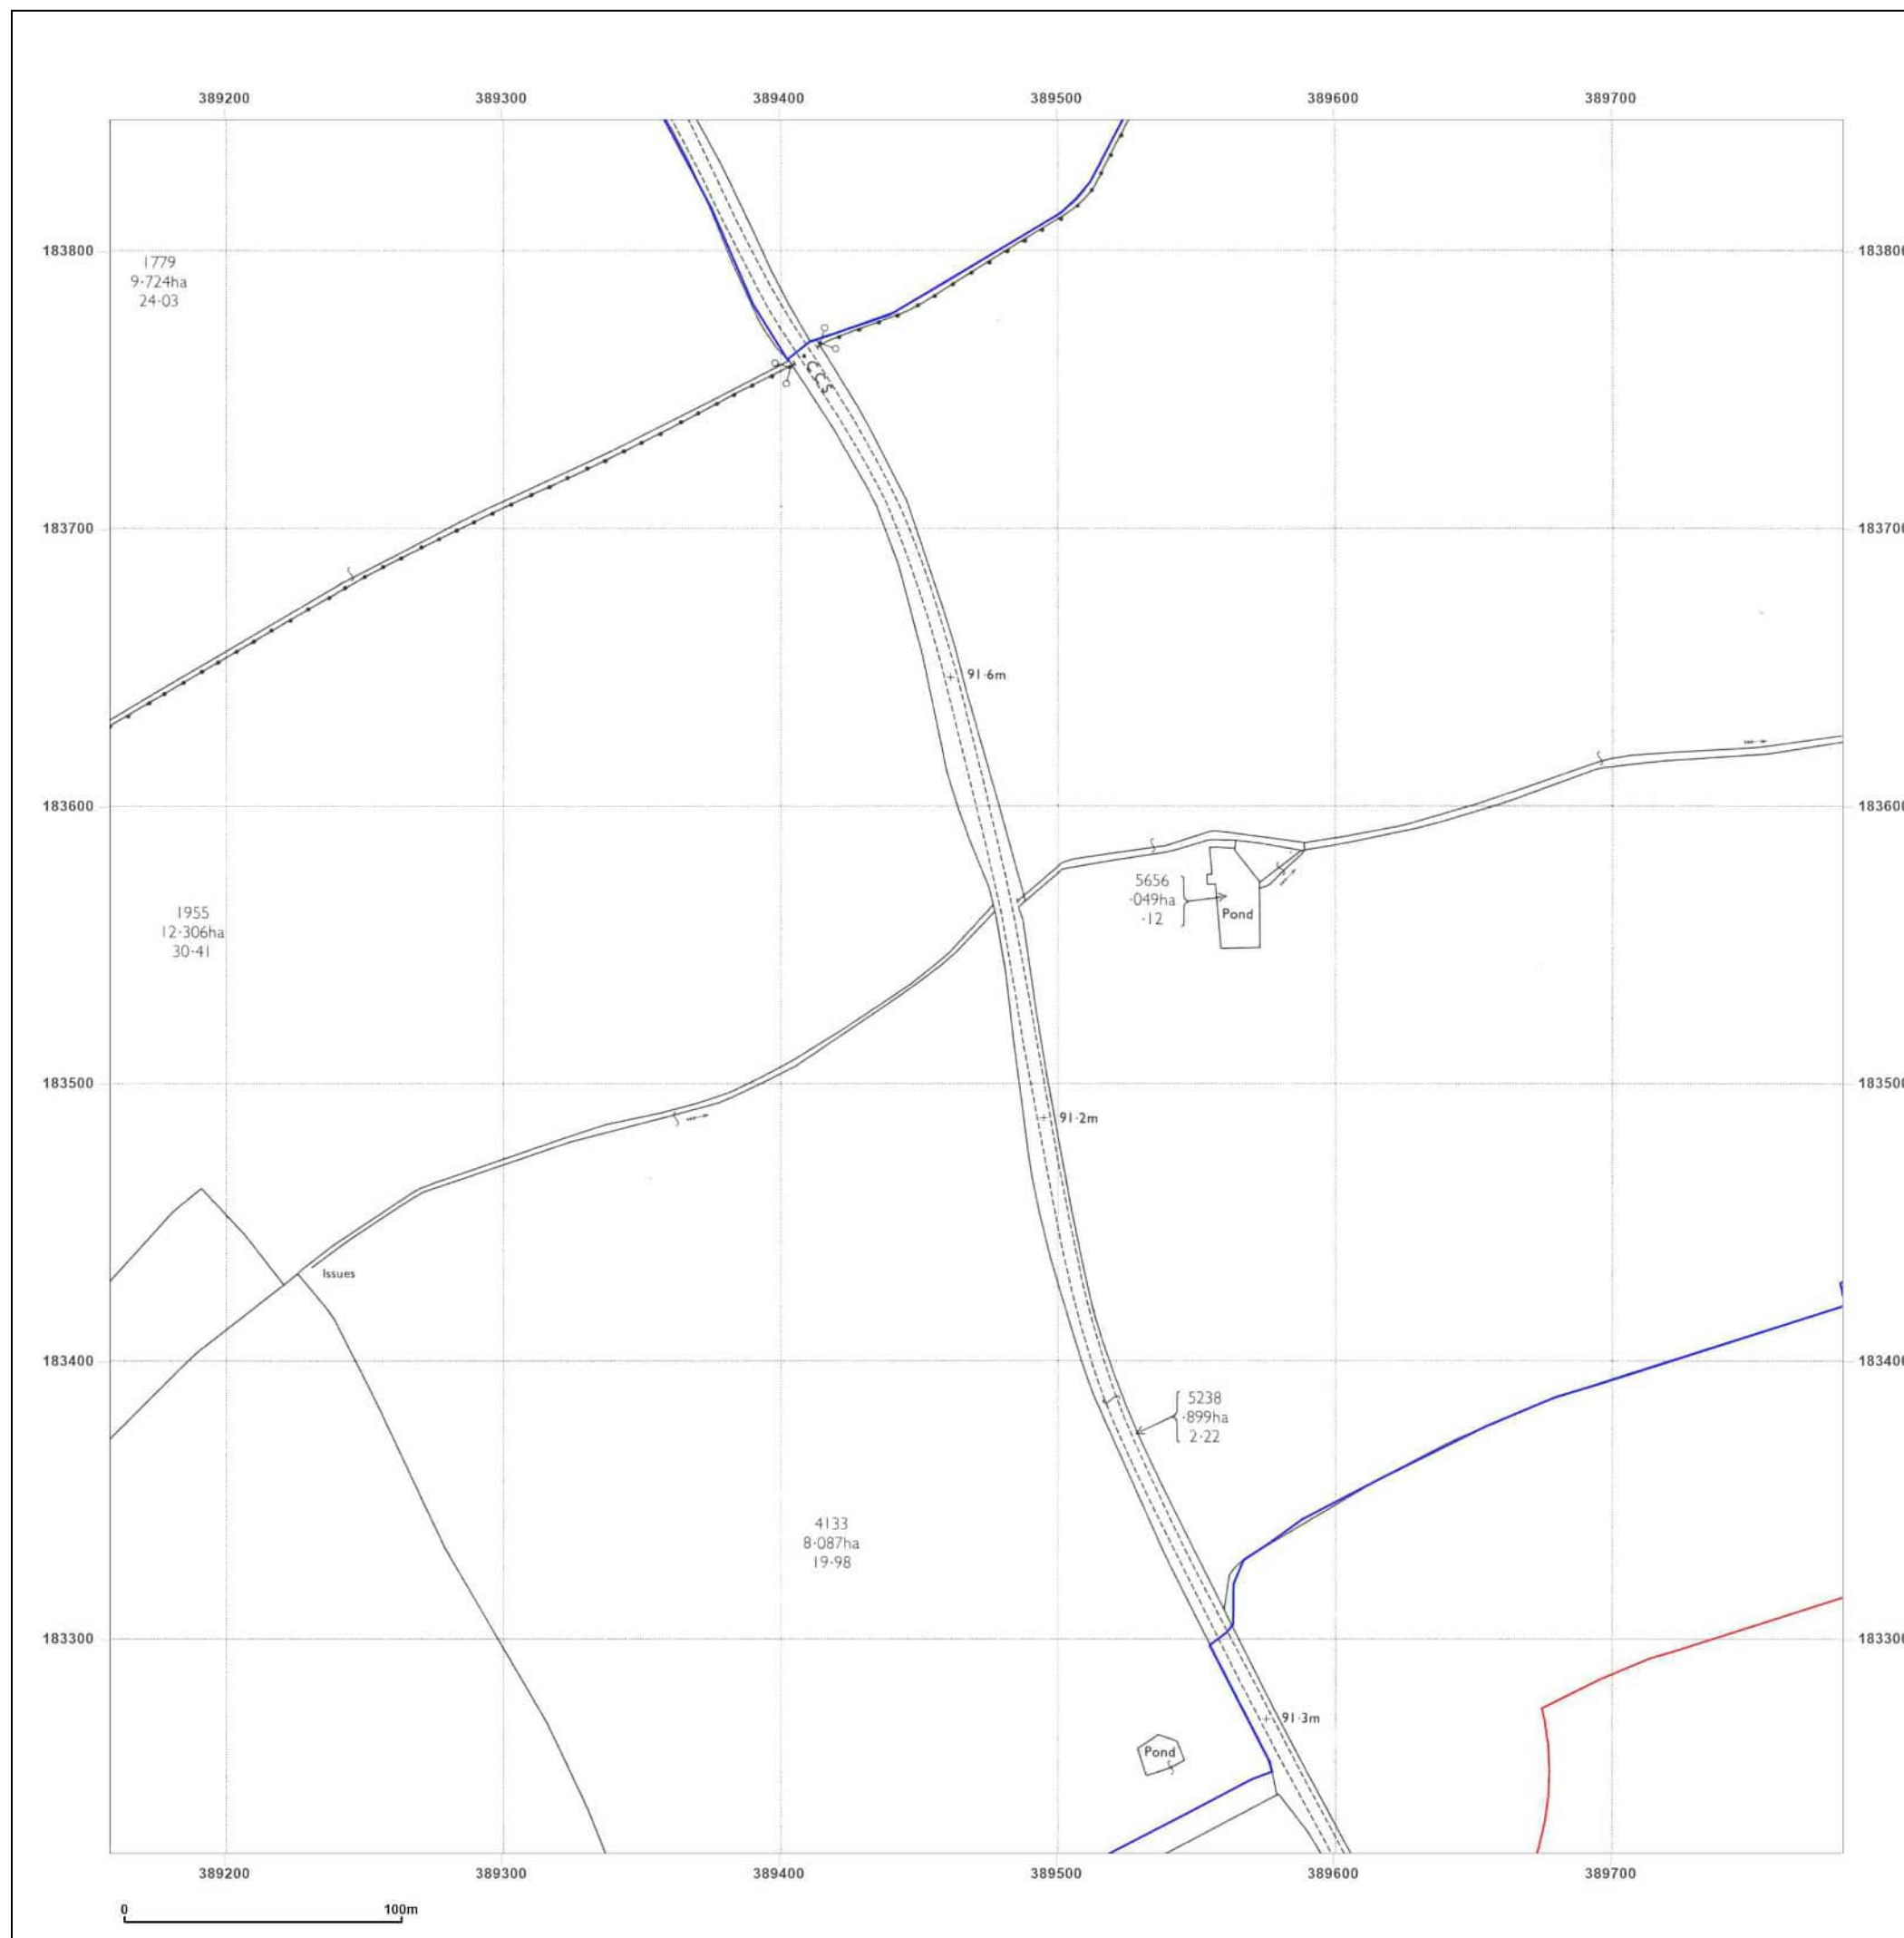 389200 389300 389400 389500 389600 389700
183800 183800
1779
9·724ha
24·03
CCS
183700 183700
91·6m
183600 183600
5656
·049ha
·12
Pond
1955
12·306ha
30·41
183500 183500
91·2m
Issues
183400 183400
5238
·899ha
2·22
4133
8·087ha
19·98
183300 183300
91·3m
Pond
389200 389300 389400 389500 389600 389700
0 100m